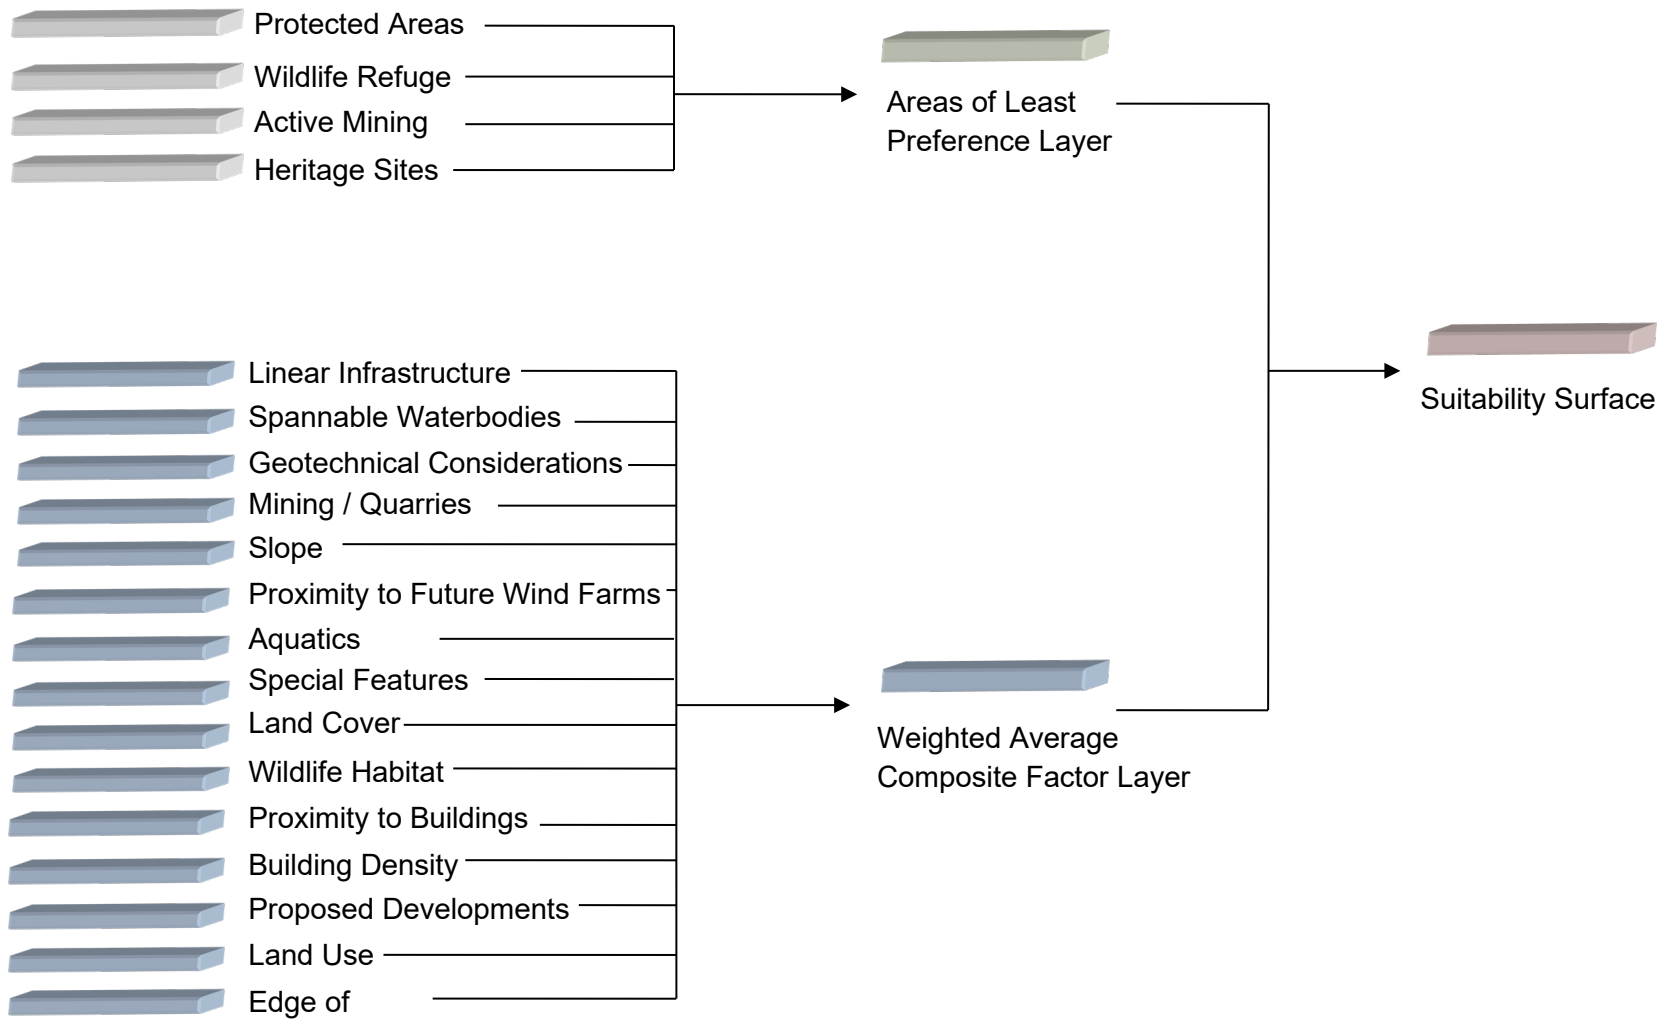 Protected Areas
Wildlife Refuge
Active Mining
Heritage Sites
Areas of Least
Preference Layer
Suitability Surface
Linear Infrastructure
Spannable Waterbodies
Geotechnical Considerations
Mining / Quarries
Slope
Proximity to Future Wind Farms
Aquatics
Special Features
Land Cover
Wildlife Habitat
Proximity to Buildings
Building Density
Proposed Developments
Land Use
Edge of
Weighted Average
Composite Factor Layer